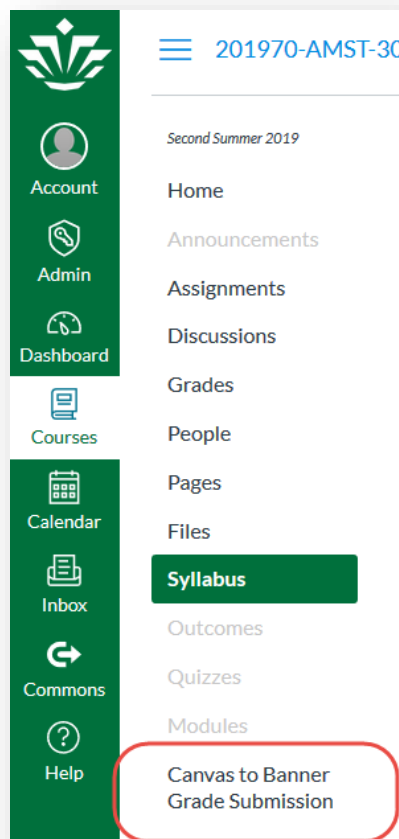 201970-AMST-30
Second Summer 2019
Account
Admin
Dashboard
Courses
Calendar
Inbox
Commons
Help
Home
Announcements
Assignments
Discussions
Grades
People
Pages
Files
Syllabus
Outcomes
Quizzes
Modules
Canvas to Banner
Grade Submission